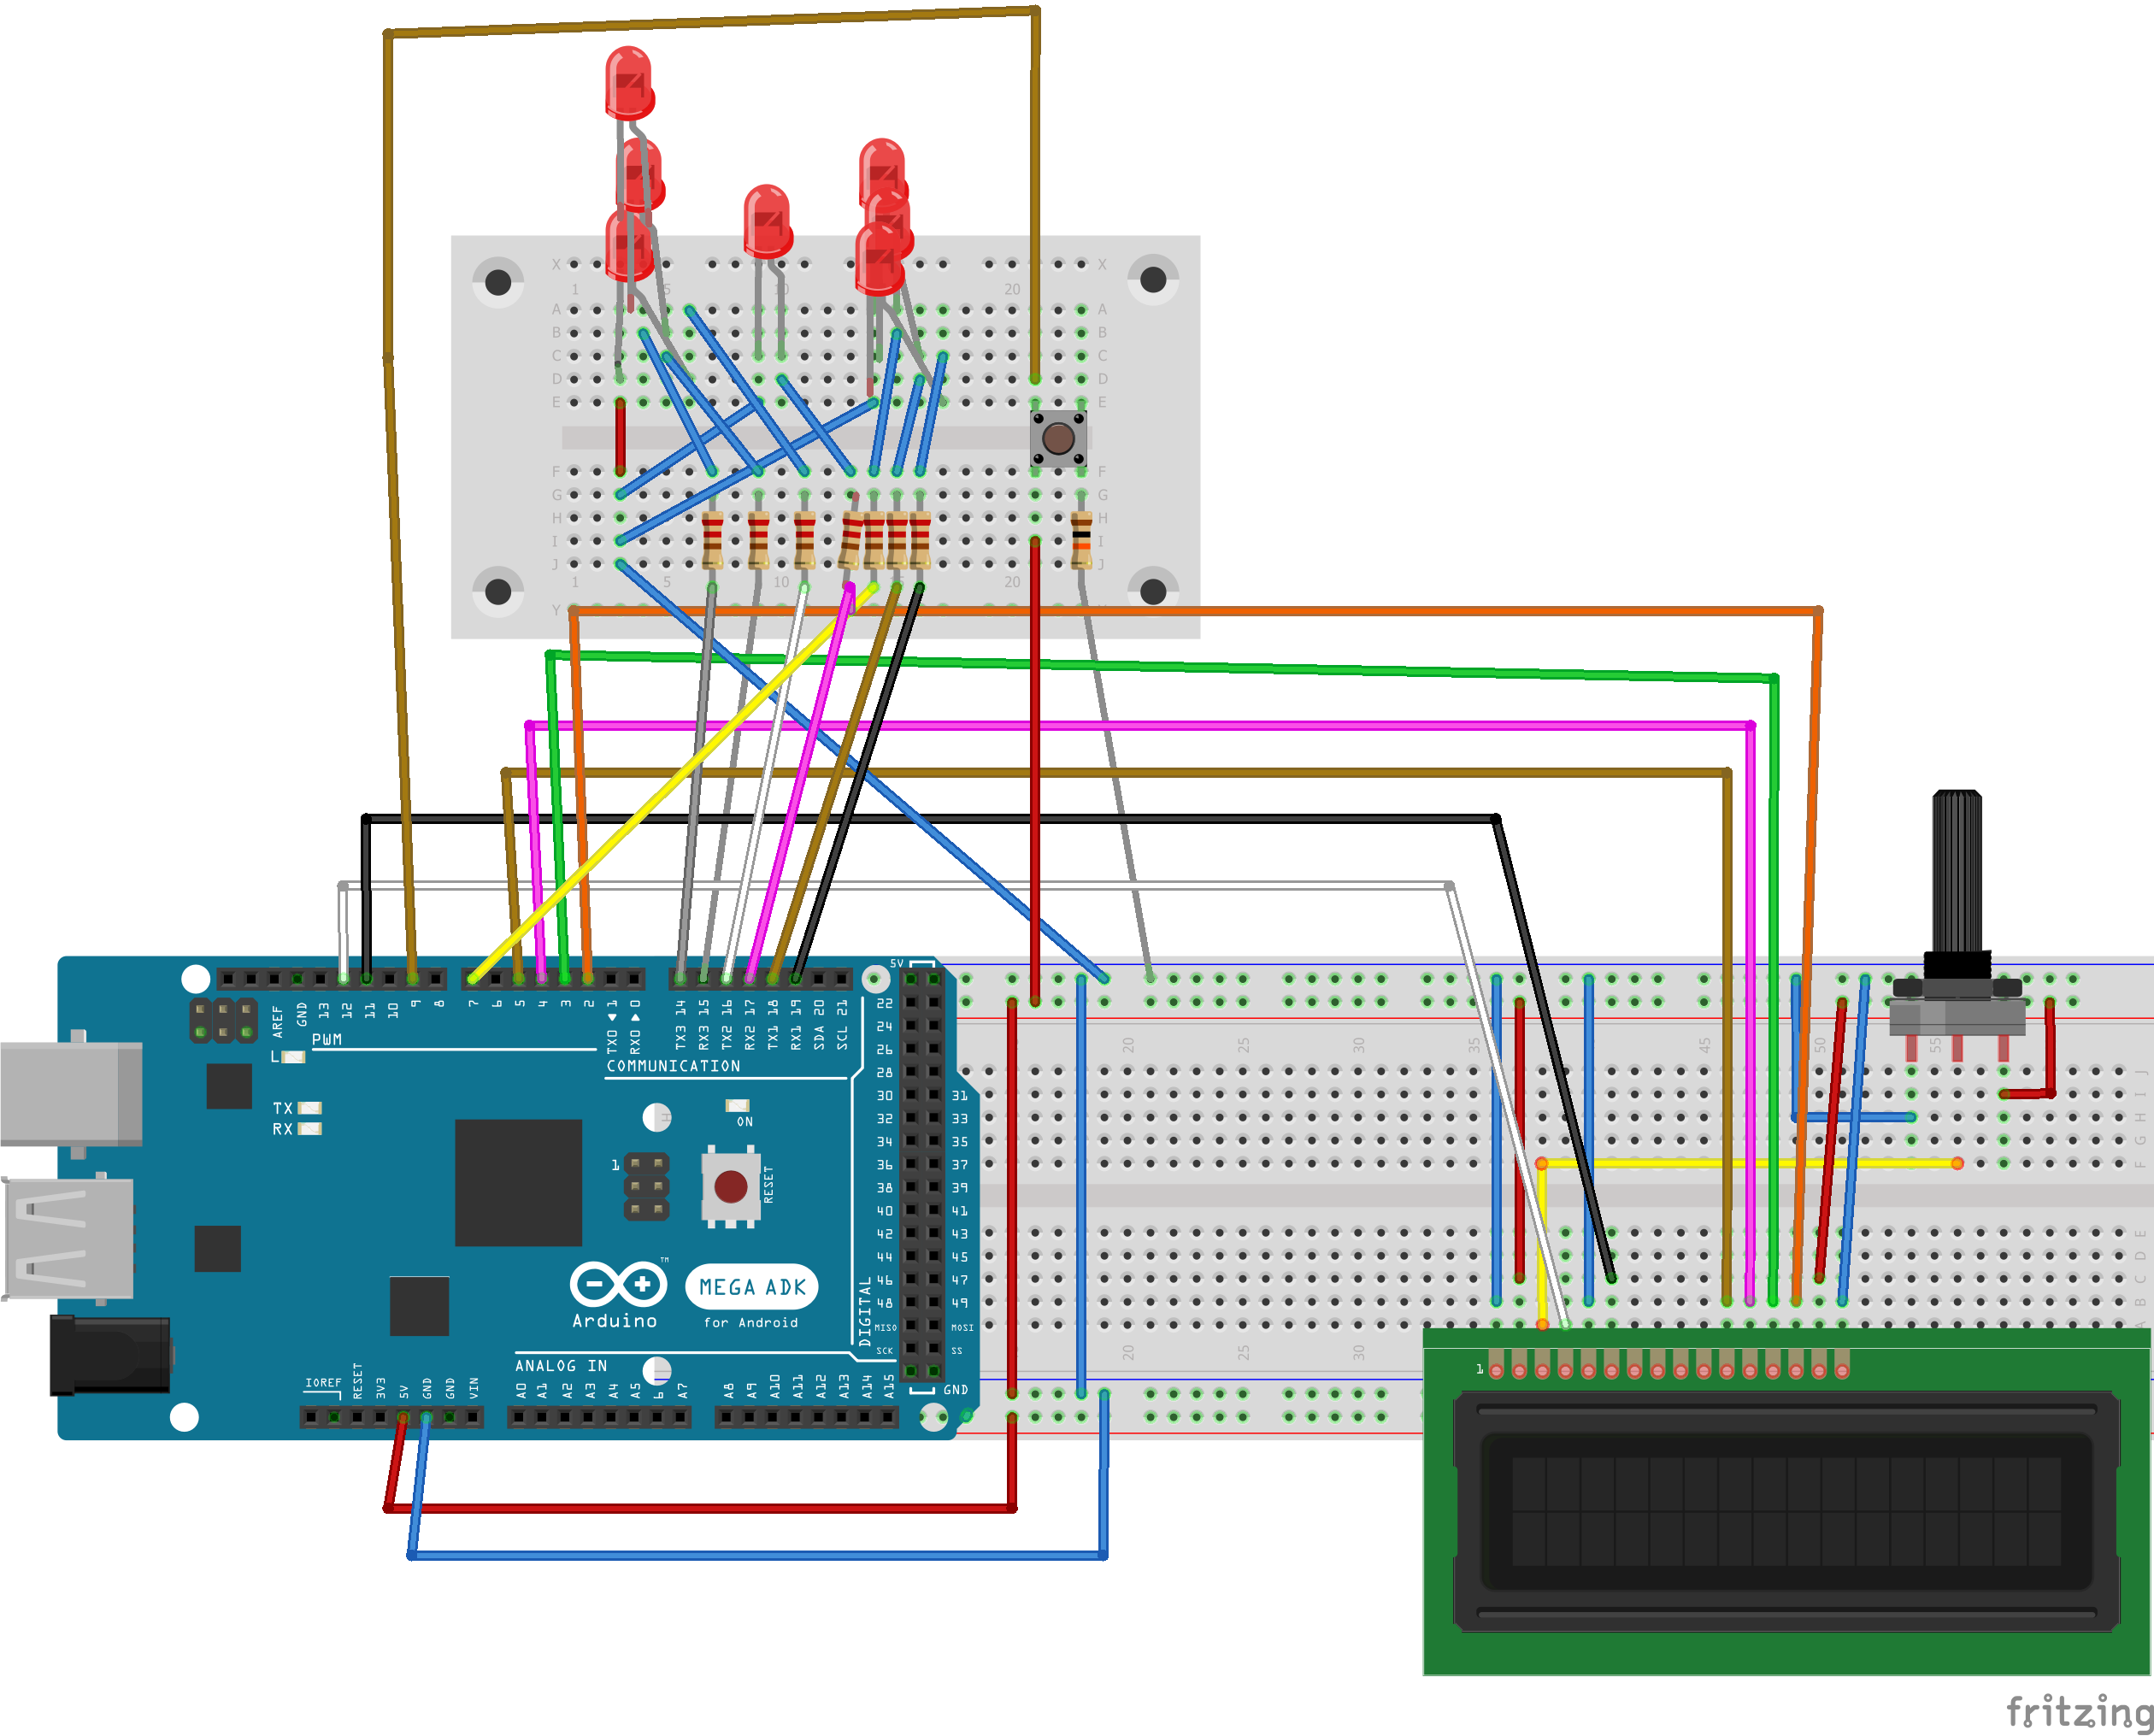 X X
1 5 10 20
A A
B B
C C
D D
E E
F F
G G
H H
I I
J J
1 5 10 15 20
Y
5V
AREF
GND
13
12
11
10
9
8
7
6
5
4
3
2
TX0 1
RX0 0
TX3 14
RX3 15
TX2 16
RX2 17
TX1 18
RX1 19
SDA 20
SCL 21
PWM
L
COMMUNICATION
TX
RX
ON
1
RESET
22
24
26
28
30 31
32 33
34 35
36 37
38 39
40 41
42 43
44 45
46 47
48 49
MISO MOSI
SCK SS
GND
DIGITAL
TM
Arduino
MEGA ADK
for Android
ANALOG IN
IOREF
RESET
3V3
5V
GND
GND
VIN
A0
A1
A2
A3
A4
A5
A7
A8
A9
A10
A11
A12
A13
A14
A15
20 25 30 35 45 50 55
J
I
H
G
F
E
D
C
B
A
20 25 30
1
fritzing